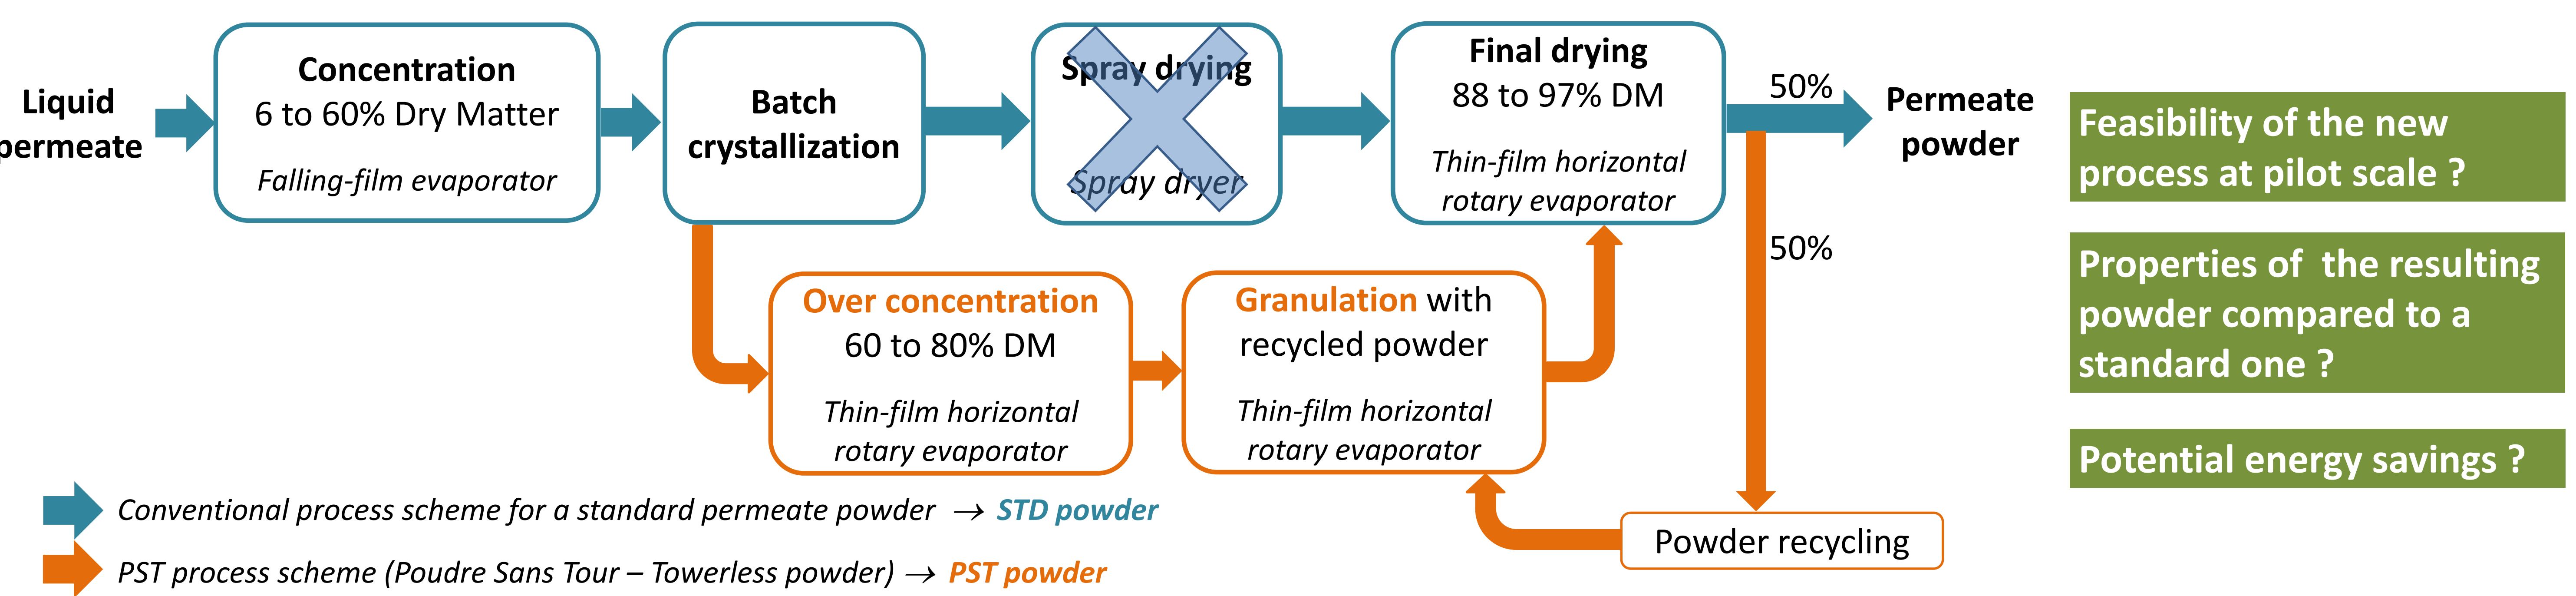 Liquid
permeate
Concentration
6 to 60% Dry Matter
Falling-film evaporator
Batch
crystallization
Spray drying
Spray dryer
Final drying
88 to 97% DM
Thin-film horizontal
rotary evaporator
50%
Permeate
powder
50%
Over concentration
60 to 80% DM
Thin-film horizontal
rotary evaporator
Granulation with
recycled powder
Thin-film horizontal
rotary evaporator
Powder recycling
Conventional process scheme for a standard permeate powder → STD powder
PST process scheme (Poudre Sans Tour – Towerless powder) → PST powder
Feasibility of the new
process at pilot scale ?
Properties of the resulting
powder compared to a
standard one ?
Potential energy savings ?